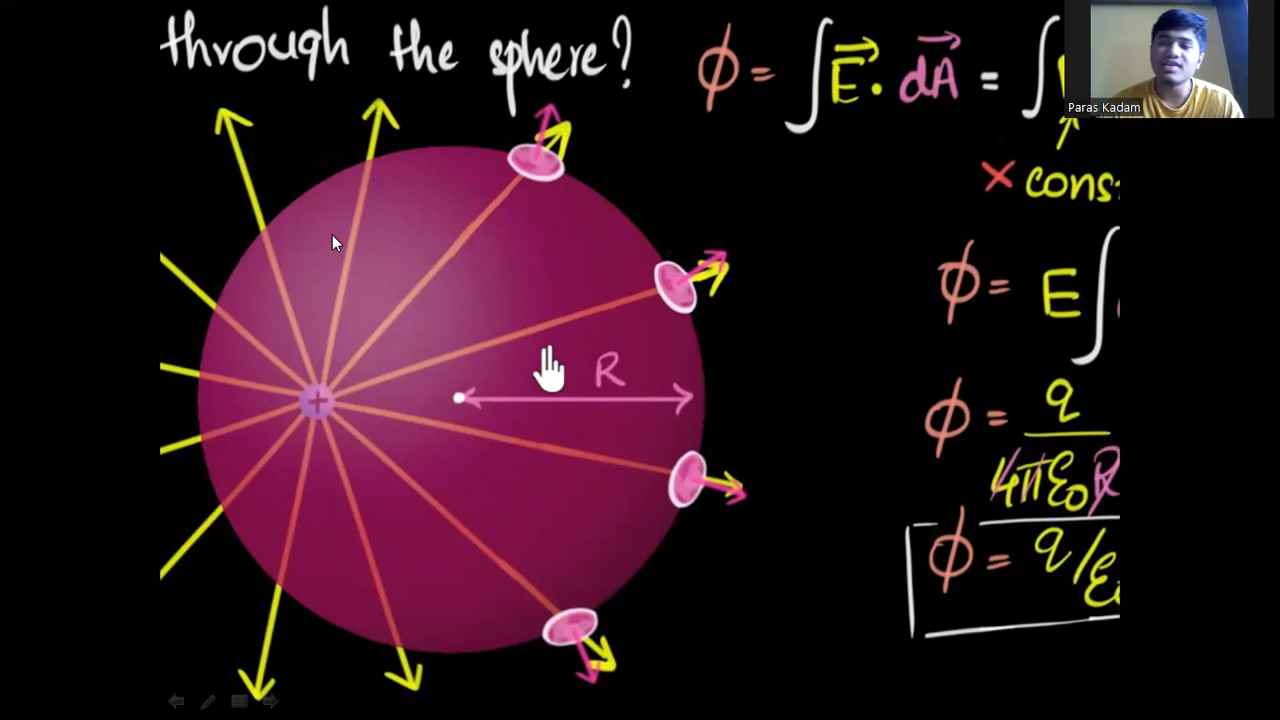 through the sphere?
ϕ = ∫ E⃗ . dA⃗ = ∫
Paras Kadam
× cons
ϕ = E ∫
R
+
ϕ = q / 4πε₀R
ϕ = q/ε